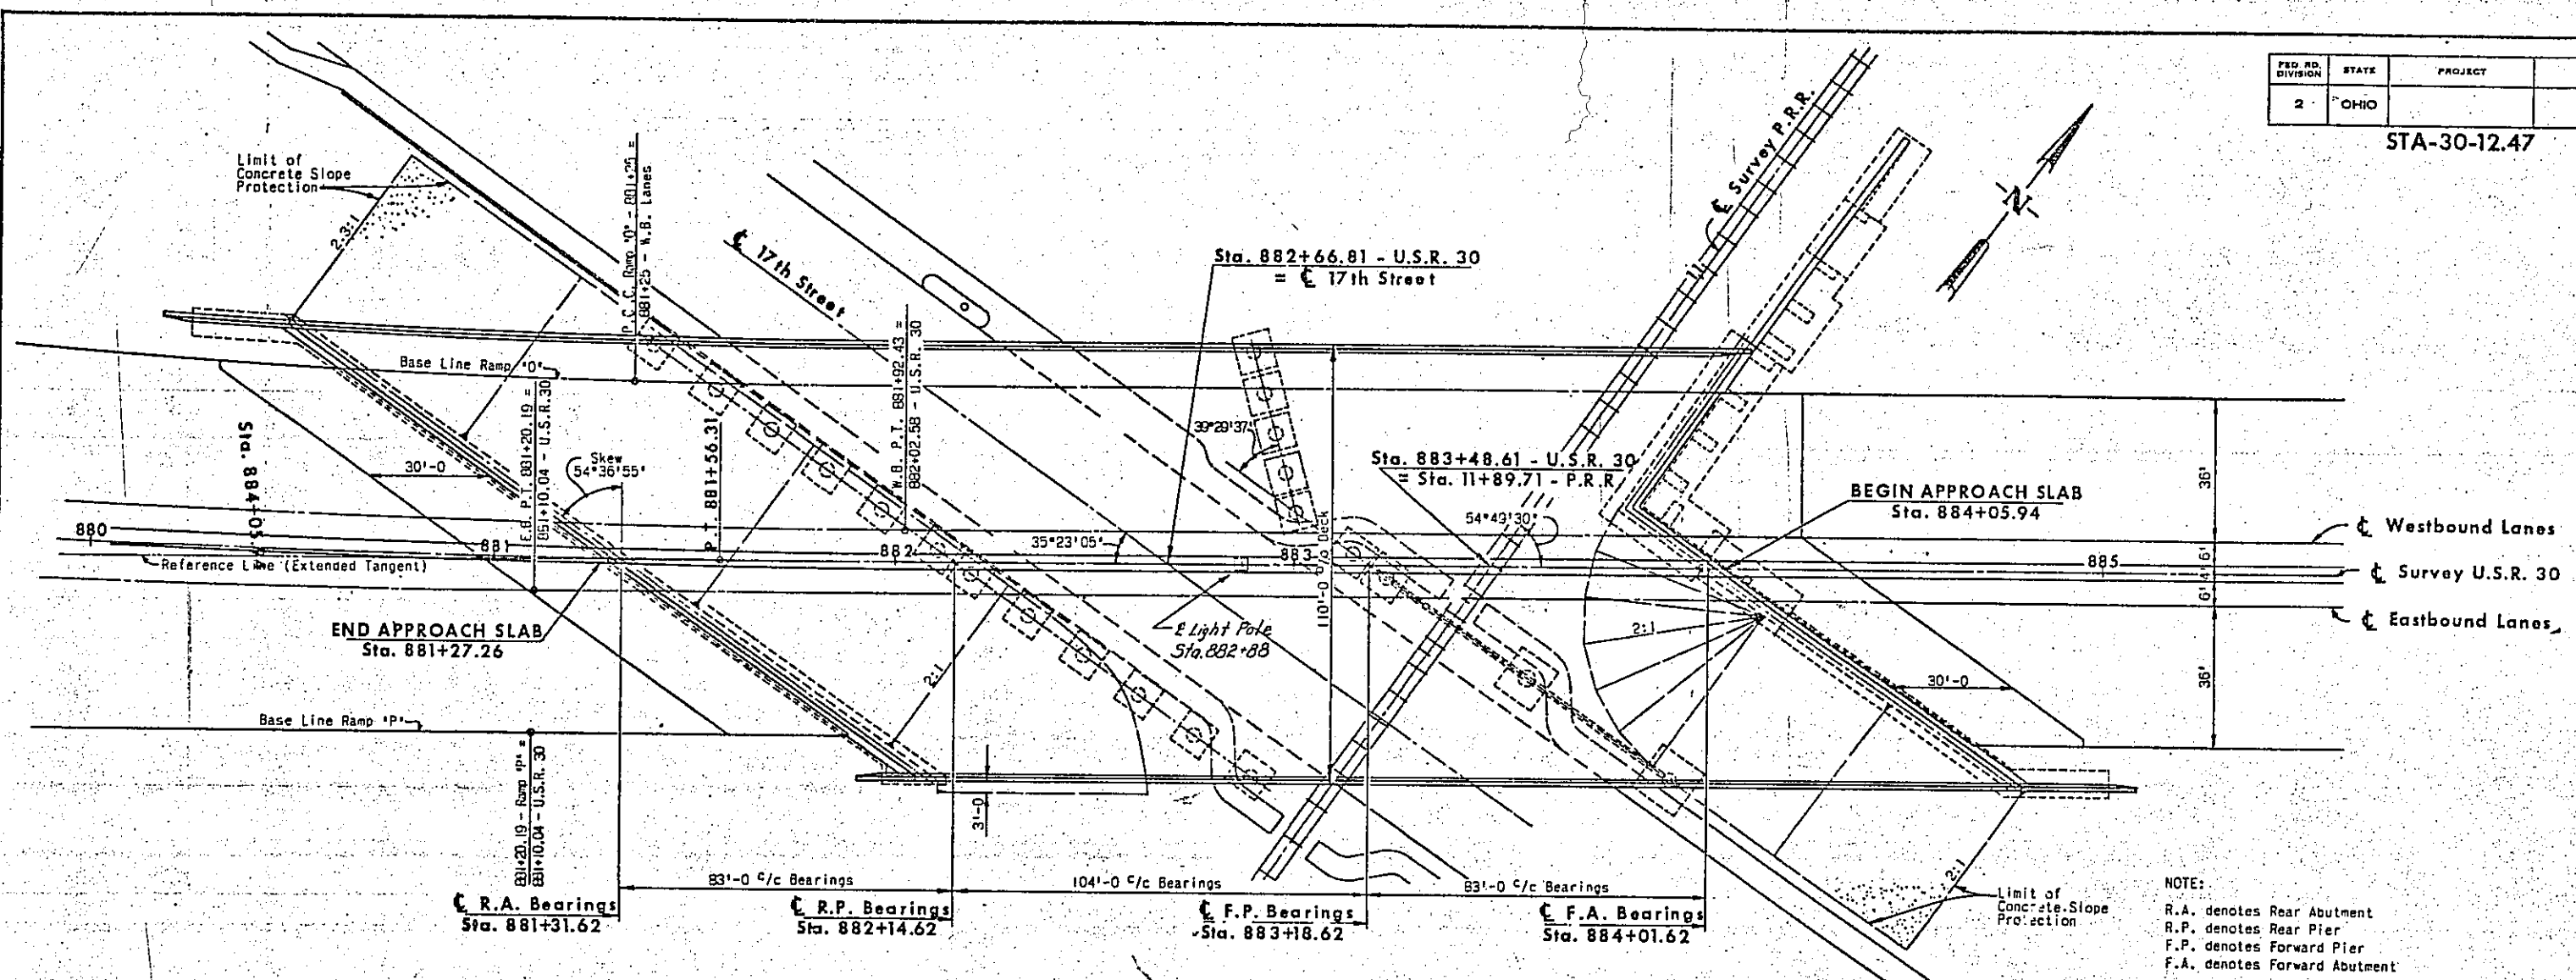 FED. RD. DIVISION
STATE
PROJECT
2
OHIO
STA-30-12.47
Limit of
Concrete Slope
Protection
2.3:1
P.C.C. Ramp "O" - 881+25 =
881+25 - W.B. Lanes
℄ 17th Street
℄ Survey P.R.R.
N
Sta. 882+66.81 - U.S.R. 30
= ℄ 17th Street
Base Line Ramp "O"
W.B. P.T. 881+92.43 =
882+02.58 - U.S.R. 30
39°29'37"
Sta. 883+48.61 - U.S.R. 30
= Sta. 11+89.71 - P.R.R.
BEGIN APPROACH SLAB
Sta. 884+05.94
36'
Sta. 884+05.
30'-0
Skew
54°36'55"
E.B. P.T. 881+20.19 =
881+10.04 - U.S.R. 30
P.T. 881+56.31
54°49'30"
℄ Westbound Lanes
880
881
882
35°23'05"
883
885
6'
4'
6'
Reference Line (Extended Tangent)
℄ Survey U.S.R. 30
110'-0 o/o Deck
℄ Light Pole
Sta. 882+88
2:1
℄ Eastbound Lanes
END APPROACH SLAB
Sta. 881+27.26
2:1
30'-0
36'
Base Line Ramp "P"
881+20.19 - Ramp "P" =
881+10.04 - U.S.R. 30
3'-0
83'-0 c/c Bearings
104'-0 c/c Bearings
83'-0 c/c Bearings
2:1
℄ R.A. Bearings
Sta. 881+31.62
℄ R.P. Bearings
Sta. 882+14.62
℄ F.P. Bearings
Sta. 883+18.62
℄ F.A. Bearings
Sta. 884+01.62
Limit of
Concrete Slope
Protection
NOTE:
R.A. denotes Rear Abutment
R.P. denotes Rear Pier
F.P. denotes Forward Pier
F.A. denotes Forward Abutment